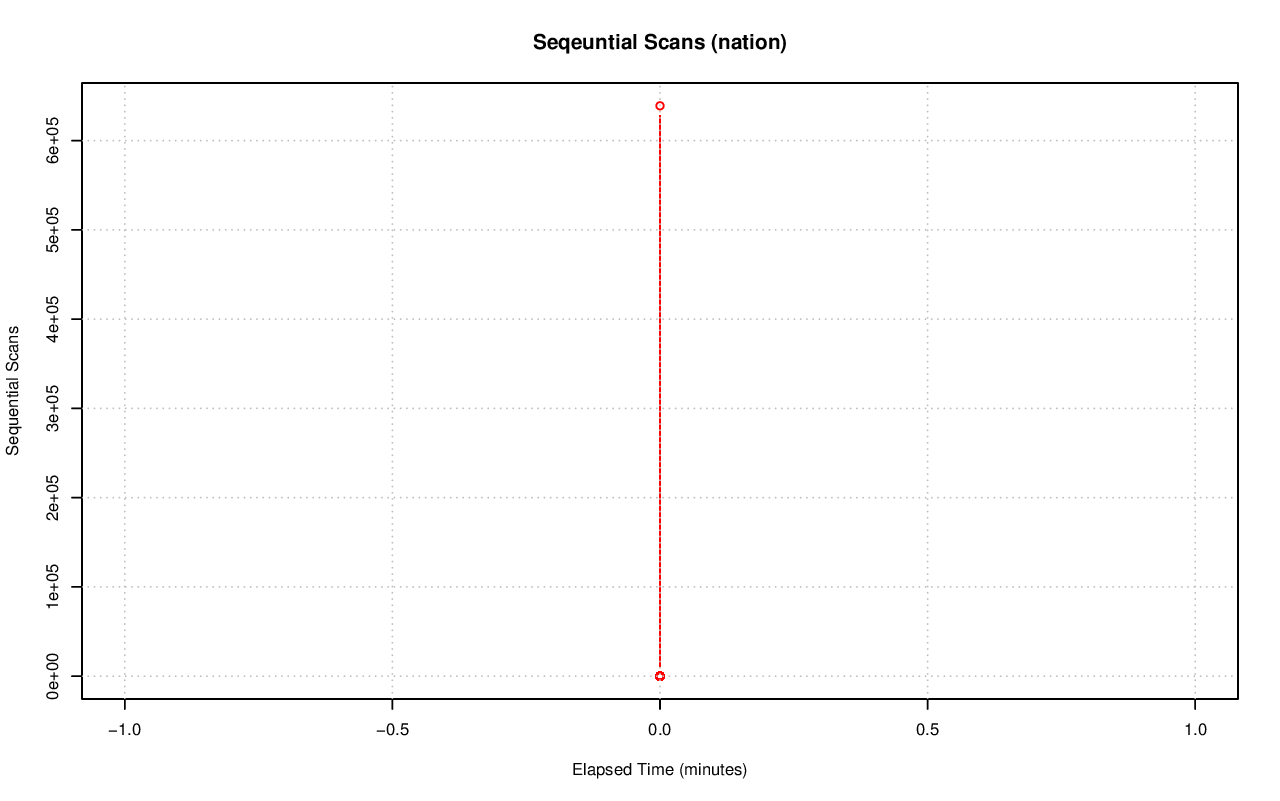 Seqeuntial Scans (nation)
Sequential Scans
6e+05
5e+05
4e+05
3e+05
2e+05
1e+05
0e+00
−1.0
−0.5
0.0
0.5
1.0
Elapsed Time (minutes)